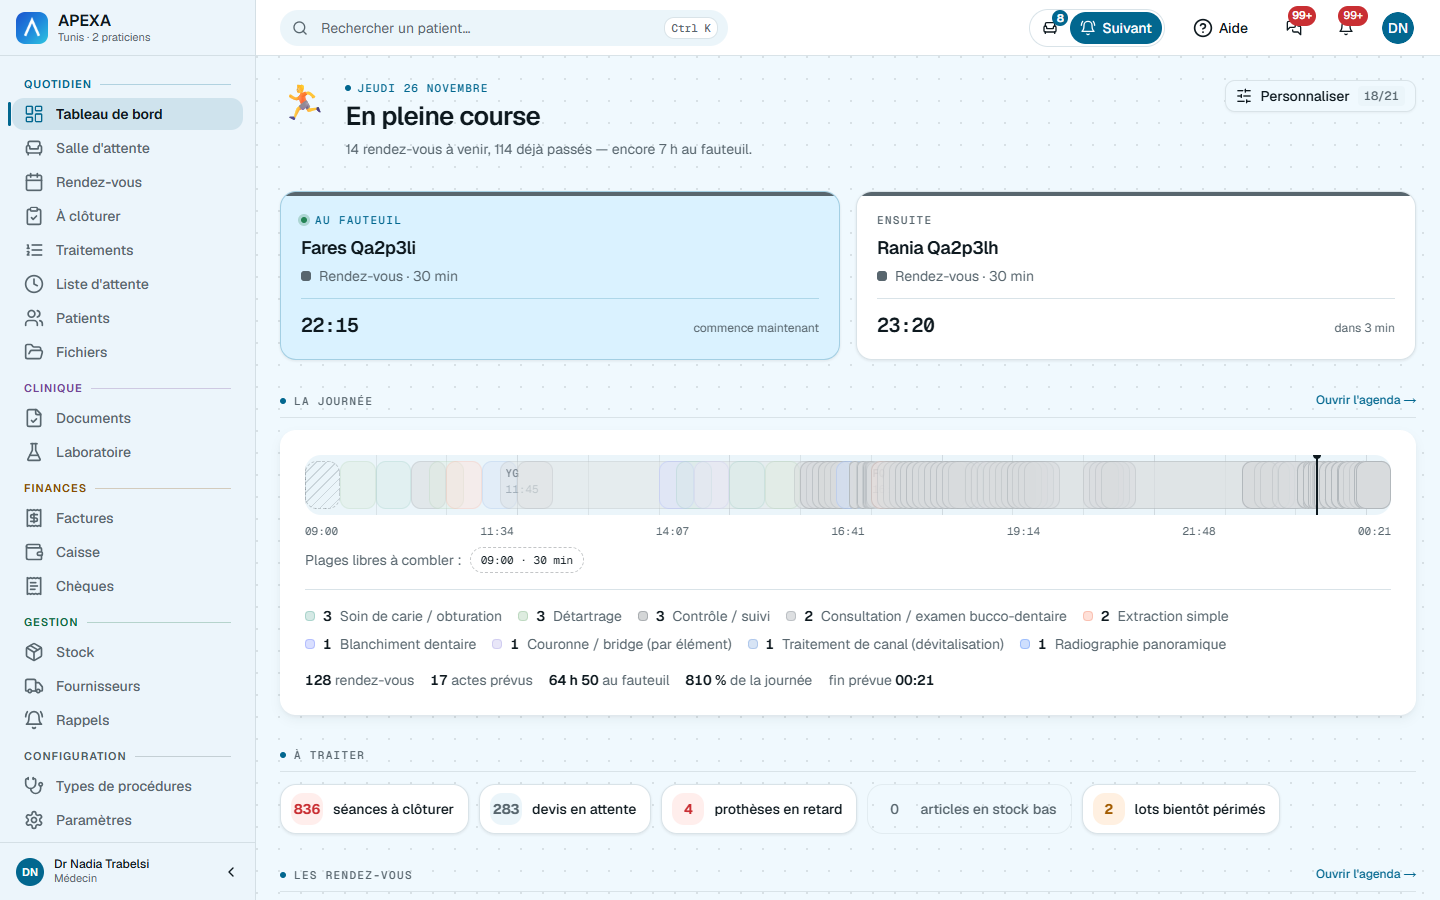 APEXA
Tunis · 2 praticiens
QUOTIDIEN
Tableau de bord
Salle d'attente
Rendez-vous
À clôturer
Traitements
Liste d'attente
Patients
Fichiers
CLINIQUE
Documents
Laboratoire
FINANCES
Factures
Caisse
Chèques
GESTION
Stock
Fournisseurs
Rappels
CONFIGURATION
Types de procédures
Paramètres
DN
Dr Nadia Trabelsi
Médecin
Rechercher un patient…
Ctrl K
8
Suivant
Aide
99+
99+
DN
JEUDI 26 NOVEMBRE
En pleine course
14 rendez-vous à venir, 114 déjà passés — encore 7 h au fauteuil.
Personnaliser 18/21
AU FAUTEUIL
Fares Qa2p3li
Rendez-vous · 30 min
22:15
commence maintenant
ENSUITE
Rania Qa2p3lh
Rendez-vous · 30 min
23:20
dans 3 min
LA JOURNÉE
Ouvrir l'agenda →
YG
11:45
09:00 11:34 14:07 16:41 19:14 21:48 00:21
Plages libres à combler : 09:00 · 30 min
3 Soin de carie / obturation 3 Détartrage 3 Contrôle / suivi 2 Consultation / examen bucco-dentaire 2 Extraction simple
1 Blanchiment dentaire 1 Couronne / bridge (par élément) 1 Traitement de canal (dévitalisation) 1 Radiographie panoramique
128 rendez-vous 17 actes prévus 64 h 50 au fauteuil 810 % de la journée fin prévue 00:21
À TRAITER
836 séances à clôturer
283 devis en attente
4 prothèses en retard
0 articles en stock bas
2 lots bientôt périmés
LES RENDEZ-VOUS
Ouvrir l'agenda →